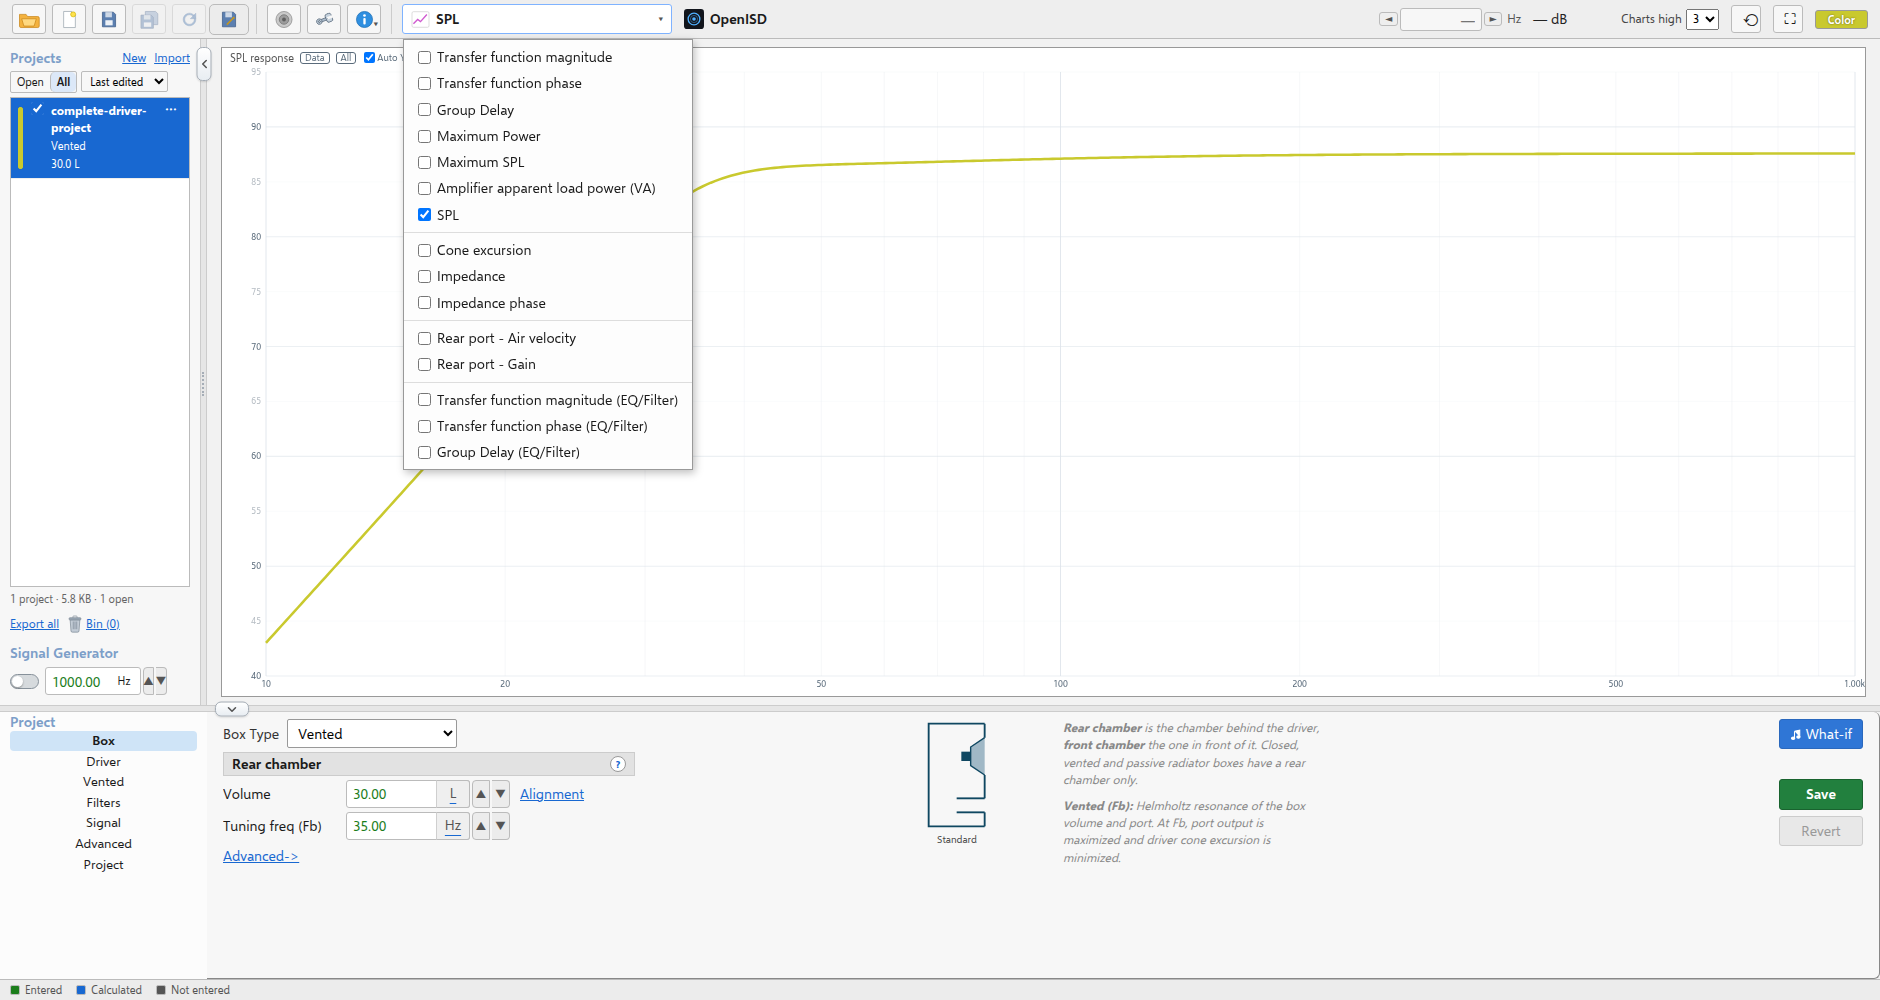 SPL
OpenISD
—
Hz
— dB
Charts high
3
Color
Projects
New
Import
Open
All
Last edited
complete-driver-
project
Vented
30.0 L
1 project · 5.8 KB · 1 open
Export all
Bin (0)
Signal Generator
1000.00
Hz
SPL response
Data
All
Auto
Transfer function magnitude
Transfer function phase
Group Delay
Maximum Power
Maximum SPL
Amplifier apparent load power (VA)
SPL
Cone excursion
Impedance
Impedance phase
Rear port - Air velocity
Rear port - Gain
Transfer function magnitude (EQ/Filter)
Transfer function phase (EQ/Filter)
Group Delay (EQ/Filter)
95
90
85
80
75
70
65
60
55
50
45
40
10
20
50
100
200
500
1.00k
Project
Box
Driver
Vented
Filters
Signal
Advanced
Project
Box Type
Vented
Rear chamber
?
Volume
30.00
L
Alignment
Tuning freq (Fb)
35.00
Hz
Advanced->
Standard
Rear chamber is the chamber behind the driver,
front chamber the one in front of it. Closed,
vented and passive radiator boxes have a rear
chamber only.
Vented (Fb): Helmholtz resonance of the box
volume and port. At Fb, port output is
maximized and driver cone excursion is
minimized.
What-if
Save
Revert
Entered
Calculated
Not entered